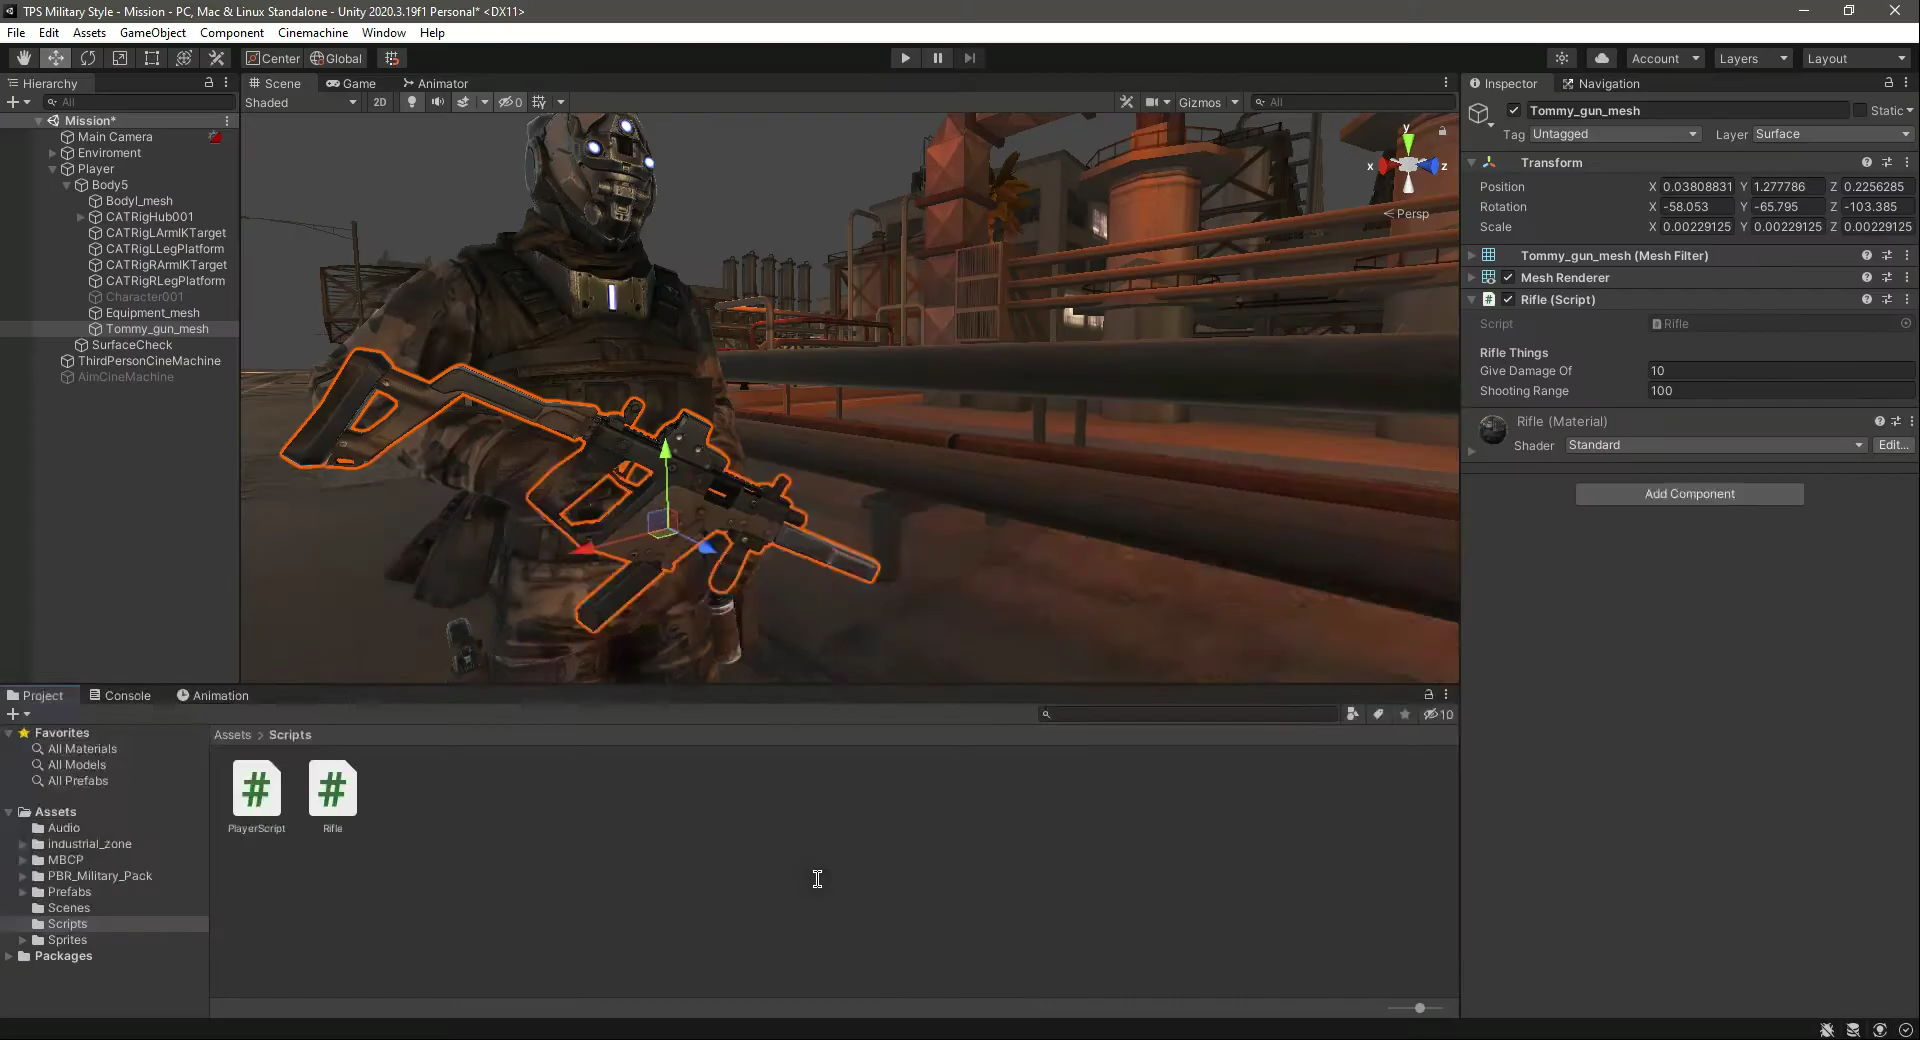 TPS Military Style - Mission - PC, Mac & Linux Standalone - Unity 2020.3.19f1 Personal* <DX11>
File Edit Assets GameObject Component Cinemachine Window Help
Center Global Account Layers Layout
Hierarchy
All
Mission*
Main Camera
Enviroment
Player
Body5
Bodyl_mesh
CATRigHub001
CATRigLArmIKTarget
CATRigLLegPlatform
CATRigRArmIKTarget
CATRigRLegPlatform
Character001
Equipment_mesh
Tommy_gun_mesh
SurfaceCheck
ThirdPersonCineMachine
AimCineMachine
Scene Game Animator
Shaded 2D 0 Gizmos All
y
x z
< Persp
Inspector Navigation
Tommy_gun_mesh Static
Tag Untagged Layer Surface
Transform
Position X 0.03808831 Y 1.277786 Z 0.2256285
Rotation X -58.053 Y -65.795 Z -103.385
Scale X 0.00229125 Y 0.00229125 Z 0.00229125
Tommy_gun_mesh (Mesh Filter)
Mesh Renderer
# Rifle (Script)
Script Rifle
Rifle Things
Give Damage Of 10
Shooting Range 100
Rifle (Material)
Shader Standard Edit...
Add Component
Project Console Animation
10
Favorites
All Materials
All Models
All Prefabs
Assets
Audio
industrial_zone
MBCP
PBR_Military_Pack
Prefabs
Scenes
Scripts
Sprites
Packages
Assets > Scripts
# #
PlayerScript Rifle